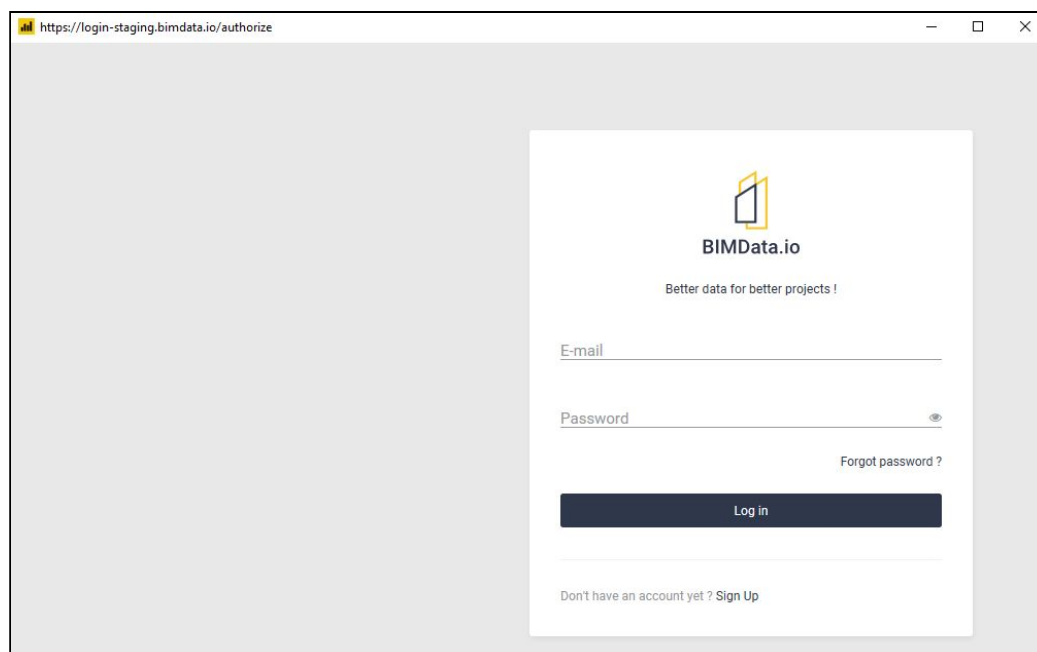 https://login-staging.bimdata.io/authorize
BIMData.io
Better data for better projects !
E-mail
Password
Forgot password ?
Log in
Don't have an account yet ? Sign Up